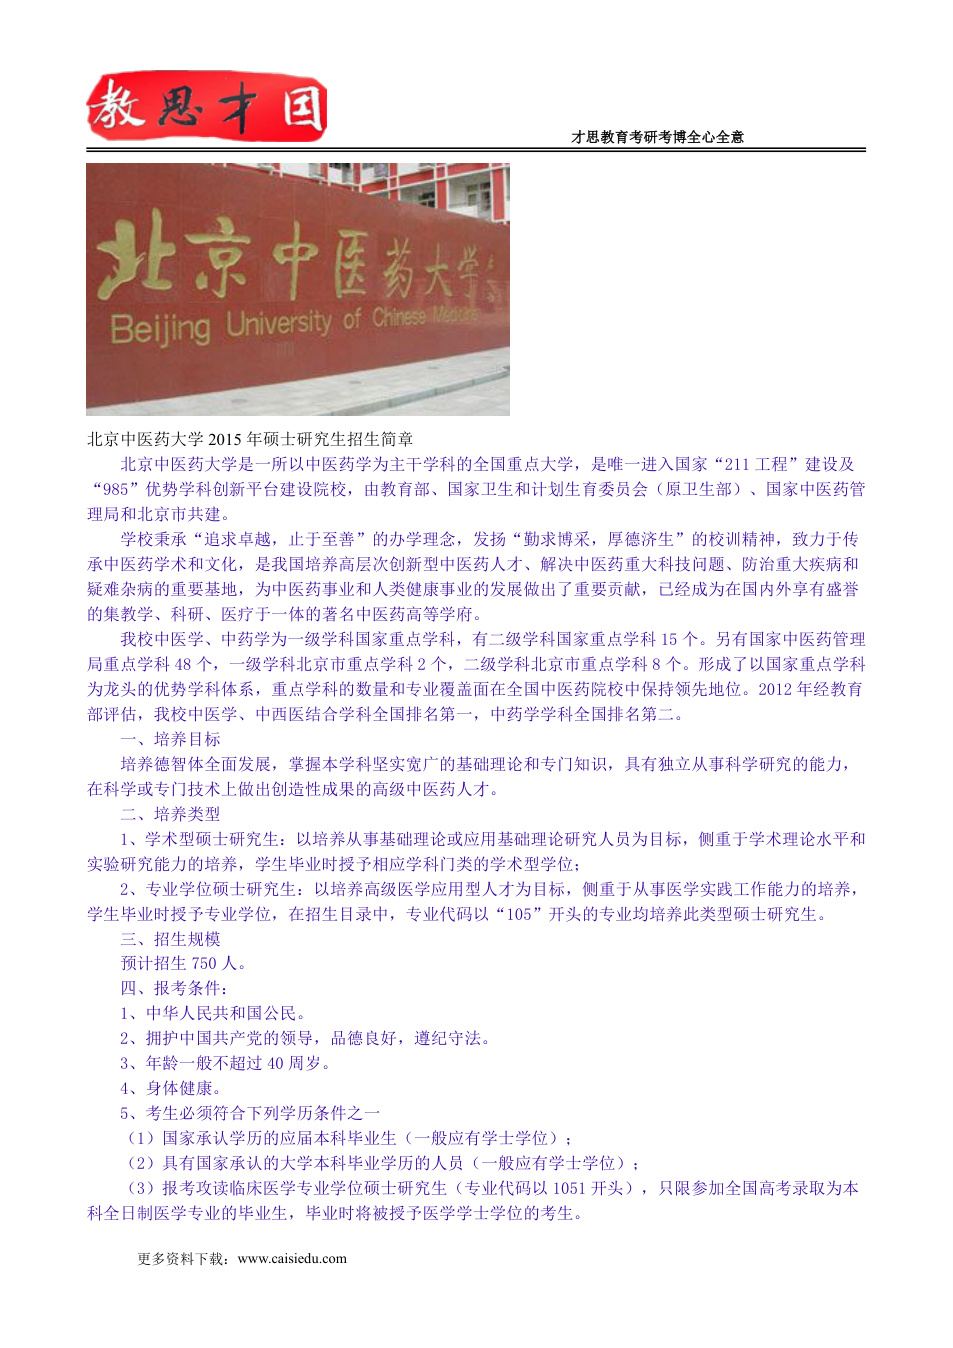 教思才国
才思教育考研考博全心全意
北京中医药大学
Beijing University of Chinese Medicine
北京中医药大学 2015 年硕士研究生招生简章
北京中医药大学是一所以中医药学为主干学科的全国重点大学，是唯一进入国家“211 工程”建设及
“985”优势学科创新平台建设院校，由教育部、国家卫生和计划生育委员会（原卫生部）、国家中医药管
理局和北京市共建。
学校秉承“追求卓越，止于至善”的办学理念，发扬“勤求博采，厚德济生”的校训精神，致力于传
承中医药学术和文化，是我国培养高层次创新型中医药人才、解决中医药重大科技问题、防治重大疾病和
疑难杂病的重要基地，为中医药事业和人类健康事业的发展做出了重要贡献，已经成为在国内外享有盛誉
的集教学、科研、医疗于一体的著名中医药高等学府。
我校中医学、中药学为一级学科国家重点学科，有二级学科国家重点学科 15 个。另有国家中医药管理
局重点学科 48 个，一级学科北京市重点学科 2 个，二级学科北京市重点学科 8 个。形成了以国家重点学科
为龙头的优势学科体系，重点学科的数量和专业覆盖面在全国中医药院校中保持领先地位。2012 年经教育
部评估，我校中医学、中西医结合学科全国排名第一，中药学学科全国排名第二。
一、培养目标
培养德智体全面发展，掌握本学科坚实宽广的基础理论和专门知识，具有独立从事科学研究的能力，
在科学或专门技术上做出创造性成果的高级中医药人才。
二、培养类型
1、学术型硕士研究生：以培养从事基础理论或应用基础理论研究人员为目标，侧重于学术理论水平和
实验研究能力的培养，学生毕业时授予相应学科门类的学术型学位；
2、专业学位硕士研究生：以培养高级医学应用型人才为目标，侧重于从事医学实践工作能力的培养，
学生毕业时授予专业学位，在招生目录中，专业代码以“105”开头的专业均培养此类型硕士研究生。
三、招生规模
预计招生 750 人。
四、报考条件：
1、中华人民共和国公民。
2、拥护中国共产党的领导，品德良好，遵纪守法。
3、年龄一般不超过 40 周岁。
4、身体健康。
5、考生必须符合下列学历条件之一
（1）国家承认学历的应届本科毕业生（一般应有学士学位）；
（2）具有国家承认的大学本科毕业学历的人员（一般应有学士学位）；
（3）报考攻读临床医学专业学位硕士研究生（专业代码以 1051 开头），只限参加全国高考录取为本
科全日制医学专业的毕业生，毕业时将被授予医学学士学位的考生。
更多资料下载：www.caisiedu.com